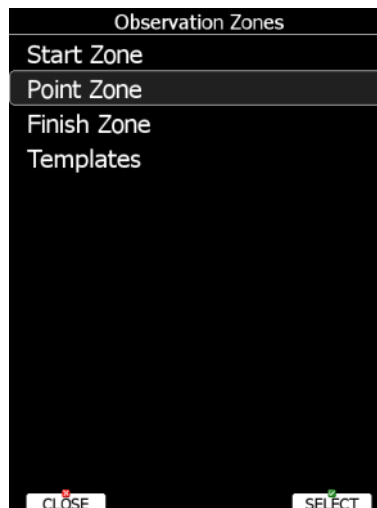 Observation Zones
Start Zone
Point Zone
Finish Zone
Templates
CLOSE
SELECT